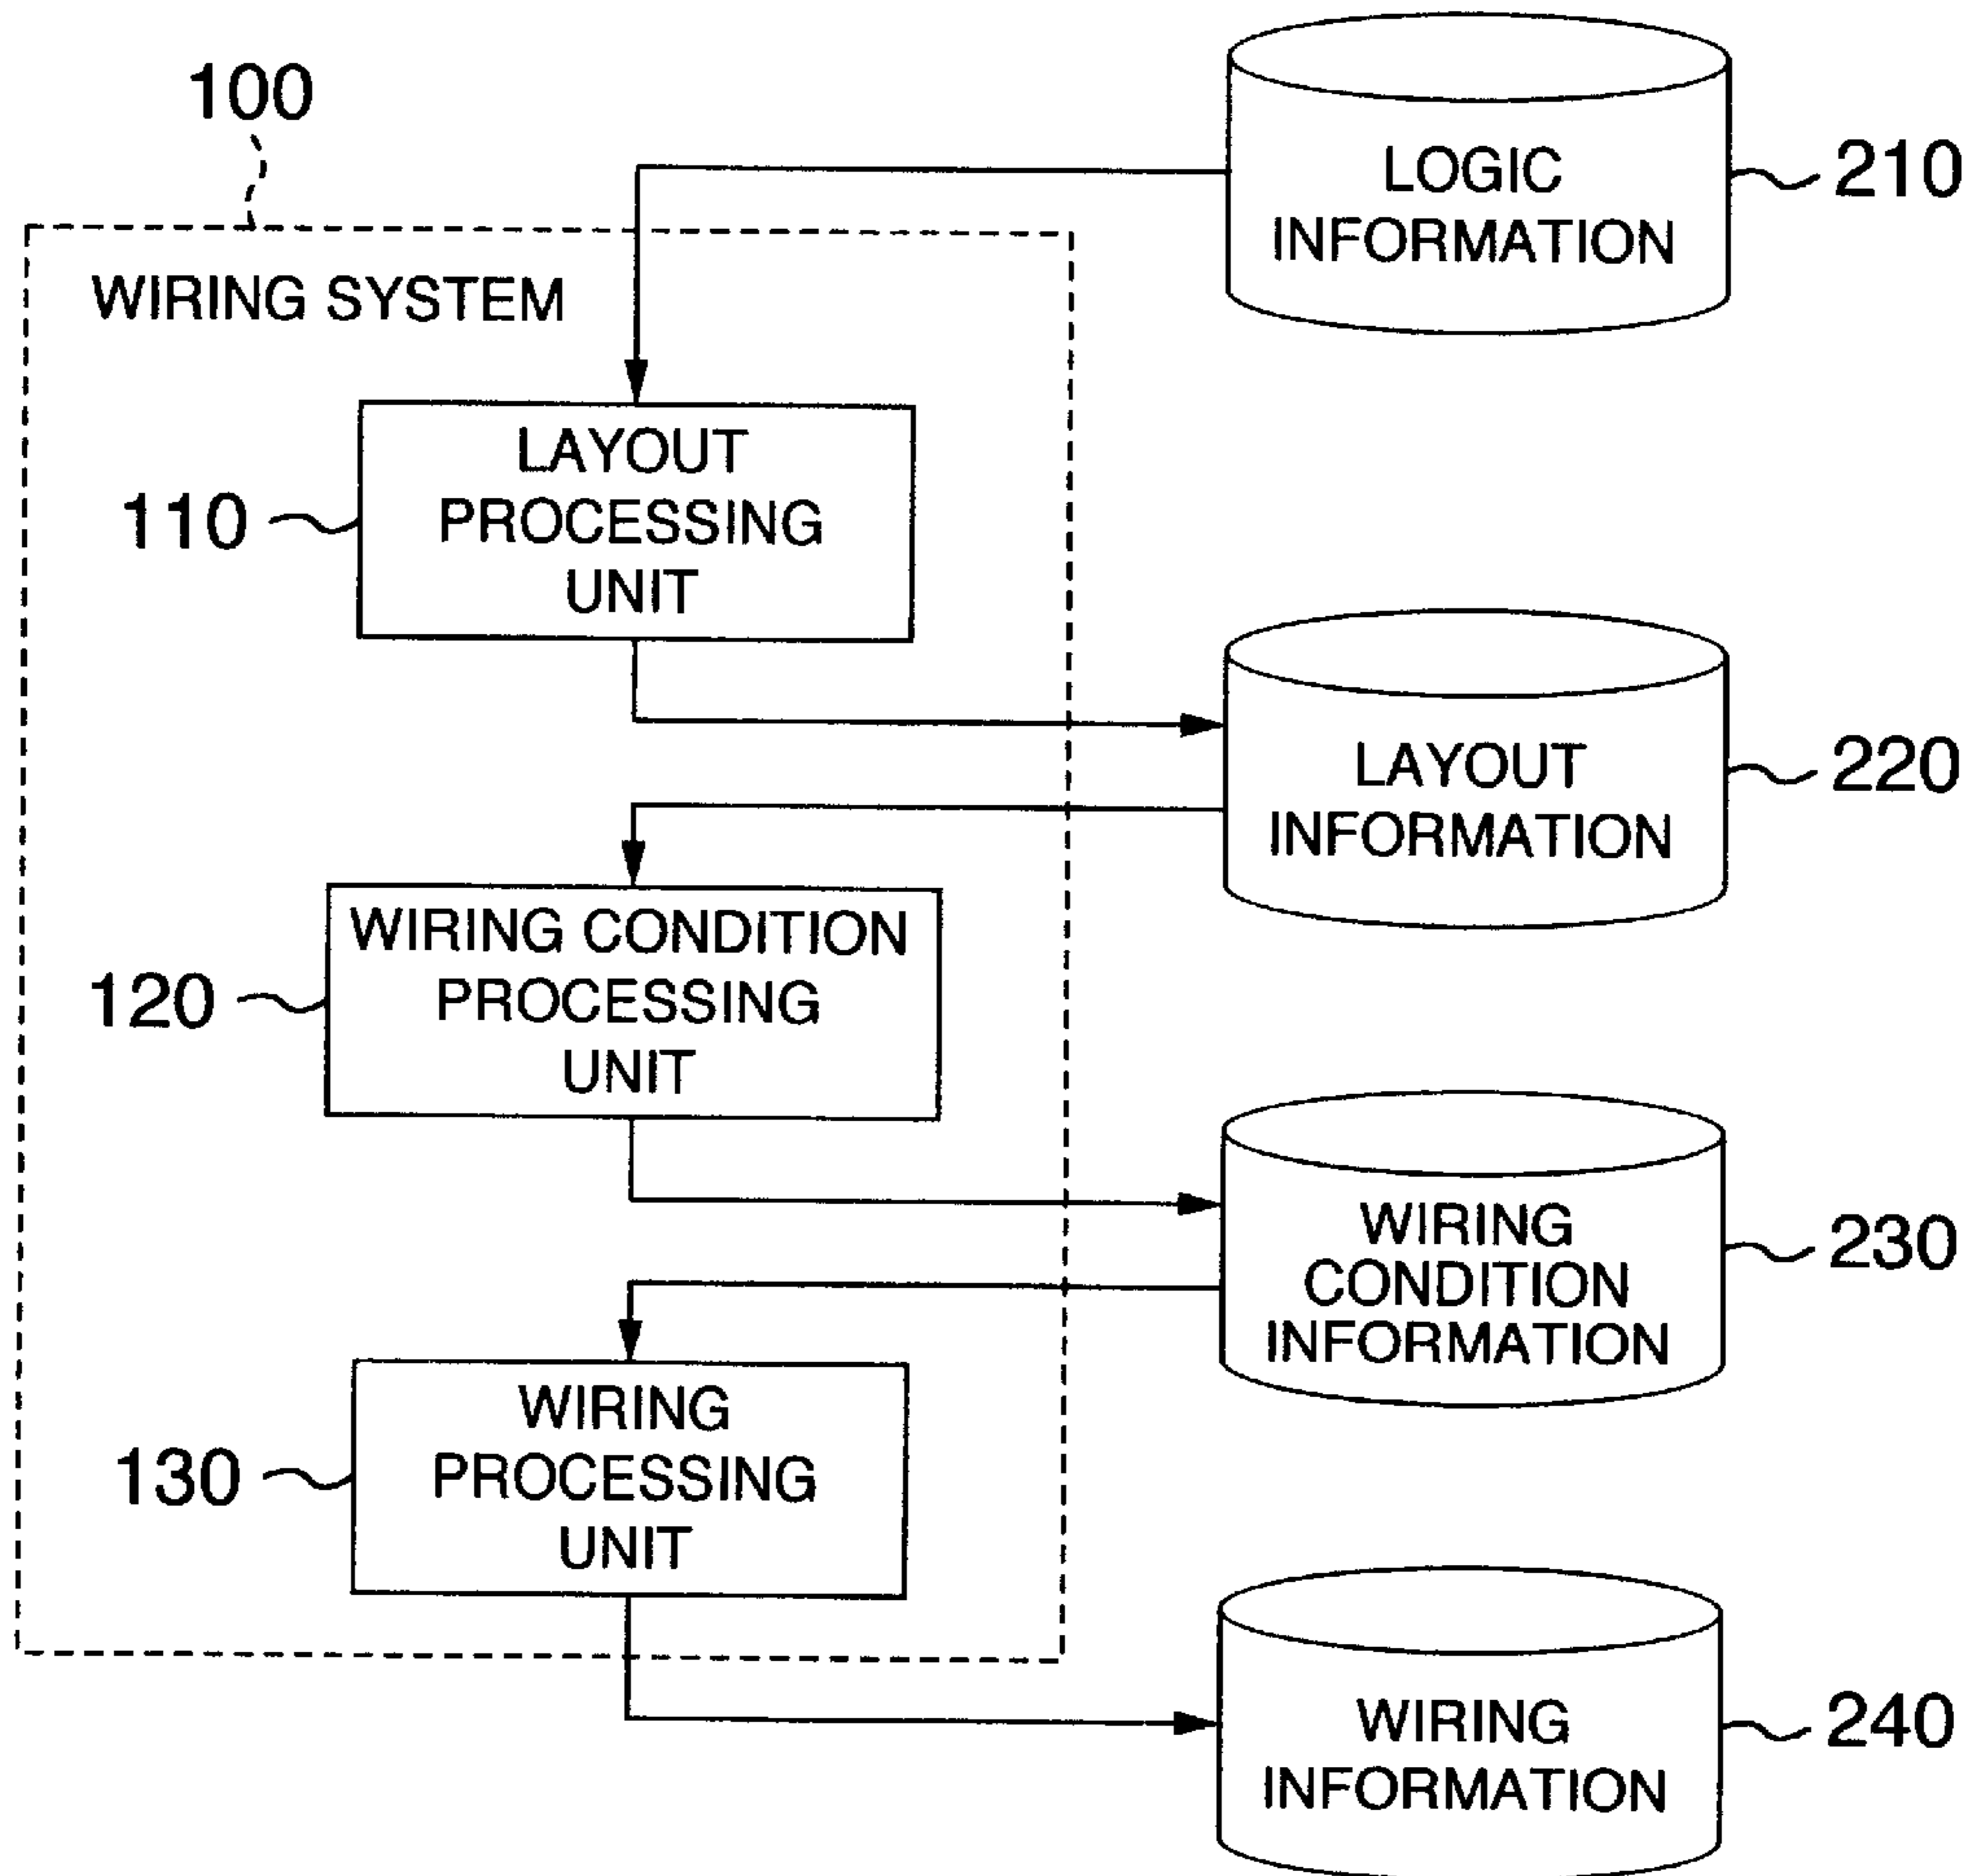 100
LOGIC
INFORMATION
210
WIRING SYSTEM
LAYOUT
PROCESSING
UNIT
110
LAYOUT
INFORMATION
220
WIRING CONDITION
PROCESSING
UNIT
120
WIRING
CONDITION
INFORMATION
230
WIRING
PROCESSING
UNIT
130
WIRING
INFORMATION
240